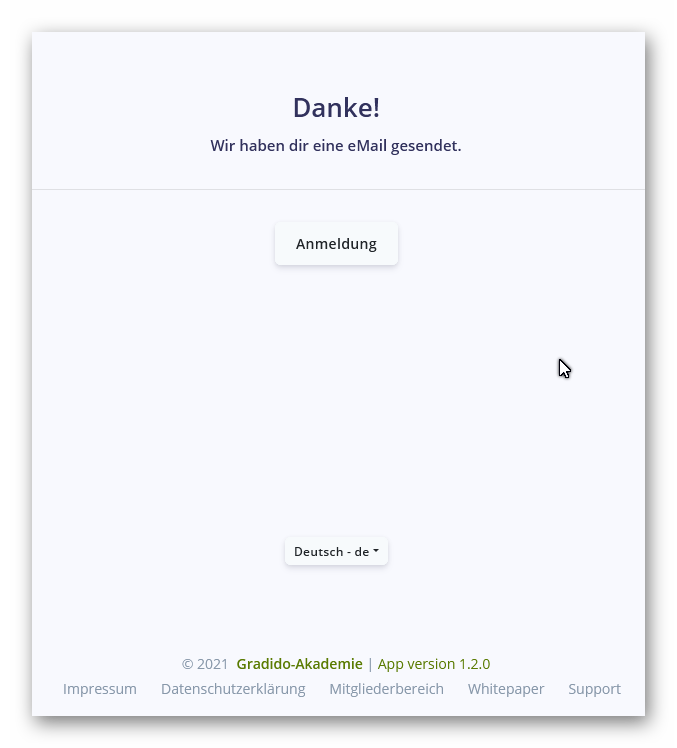 Danke!
Wir haben dir eine eMail gesendet.
Anmeldung
Deutsch - de
© 2021 Gradido-Akademie | App version 1.2.0
Impressum Datenschutzerklärung Mitgliederbereich Whitepaper Support